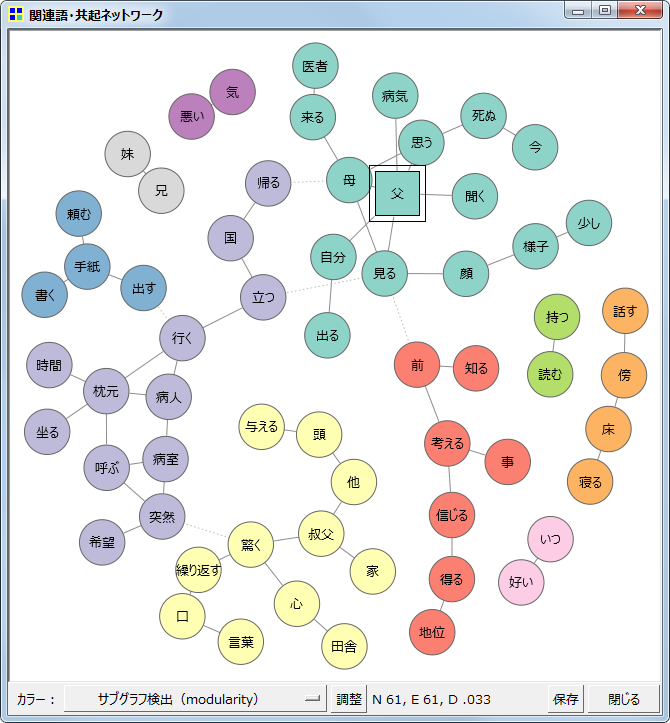 関連語・共起ネットワーク
医者
気
病気
悪い
来る
死ぬ
思う
今
妹
帰る
母
父
兄
聞く
頼む
少し
国
様子
自分
手紙
見る
顔
書く
出す
立つ
持つ
話す
行く
出る
時間
前
知る
読む
傍
枕元
病人
与える
頭
坐る
考える
床
呼ぶ
病室
事
他
寝る
突然
信じる
希望
驚く
叔父
いつ
繰り返す
家
得る
好い
心
口
地位
言葉
田舎
カラー： サブグラフ検出（modularity） 調整 N 61, E 61, D .033 保存 閉じる